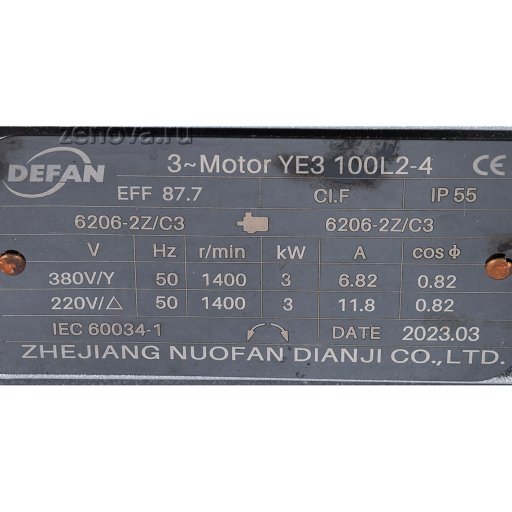 zenova.ru
DEFAN
3~Motor YE3 100L2-4
CE
EFF 87.7 CI.F IP 55
6206-2Z/C3 6206-2Z/C3
V Hz r/min kW A cos ϕ
380V/Y 50 1400 3 6.82 0.82
220V/△ 50 1400 3 11.8 0.82
IEC 60034-1 DATE 2023.03
ZHEJIANG NUOFAN DIANJI CO.,LTD.